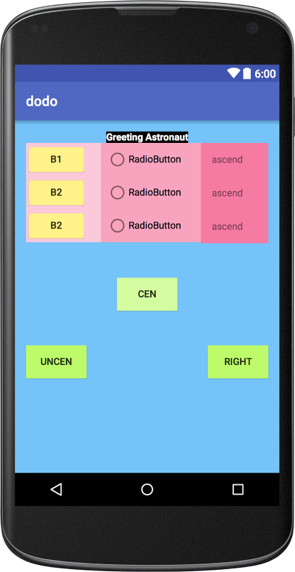 6:00
dodo
Greeting Astronaut
B1 RadioButton ascend
B2 RadioButton ascend
B2 RadioButton ascend
CEN
UNCEN RIGHT